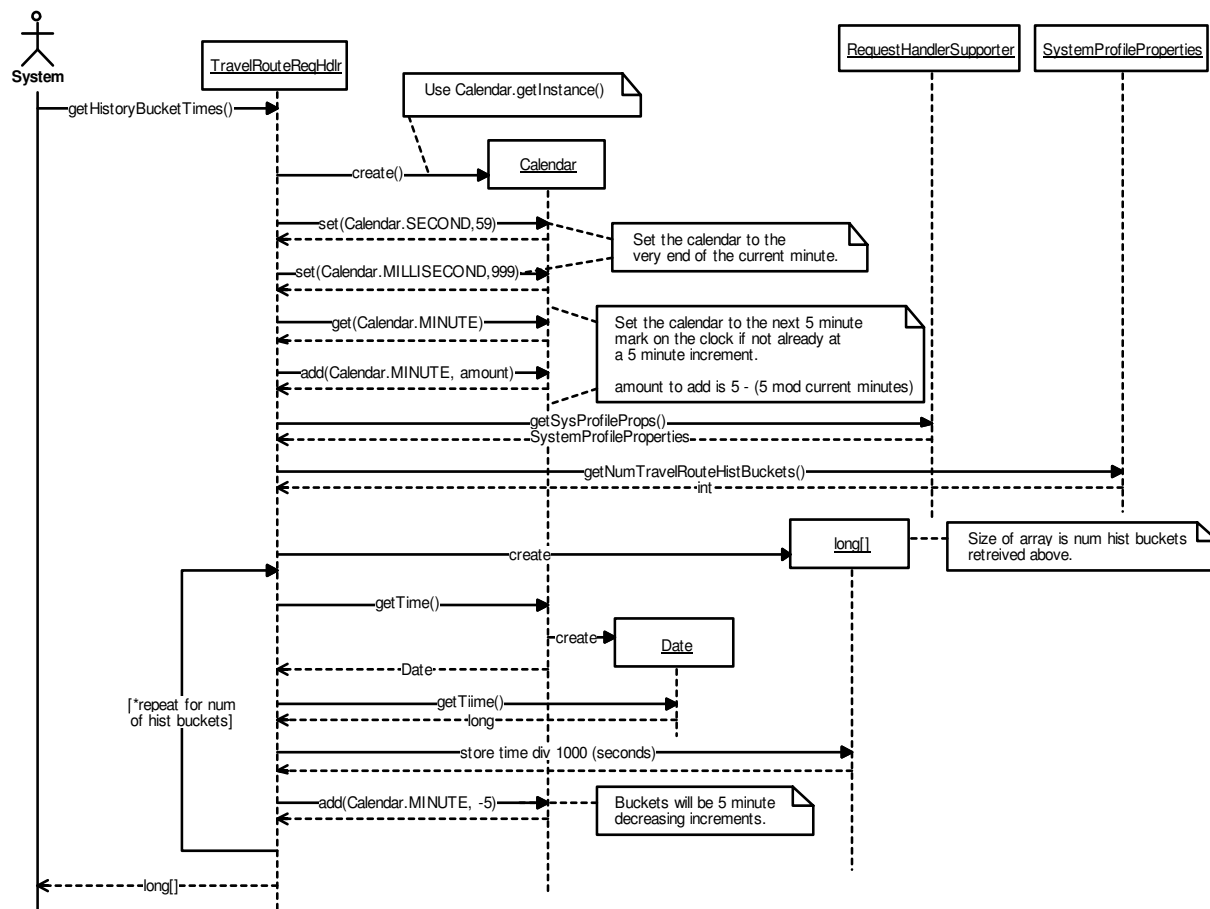 System
TravelRouteReqHdlr
RequestHandlerSupporter
SystemProfileProperties
getHistoryBucketTimes()
Use Calendar.getInstance()
create()
Calendar
set(Calendar.SECOND,59)
Set the calendar to the
very end of the current minute.
set(Calendar.MILLISECOND,999)
get(Calendar.MINUTE)
Set the calendar to the next 5 minute
mark on the clock if not already at
a 5 minute increment.
add(Calendar.MINUTE, amount)
amount to add is 5 - (5 mod current minutes)
getSysProfileProps()
SystemProfileProperties
getNumTravelRouteHistBuckets()
int
create
long[]
Size of array is num hist buckets
retreived above.
getTime()
create
Date
Date
[*repeat for num
of hist buckets]
getTiime()
long
store time div 1000 (seconds)
add(Calendar.MINUTE, -5)
Buckets will be 5 minute
decreasing increments.
long[]